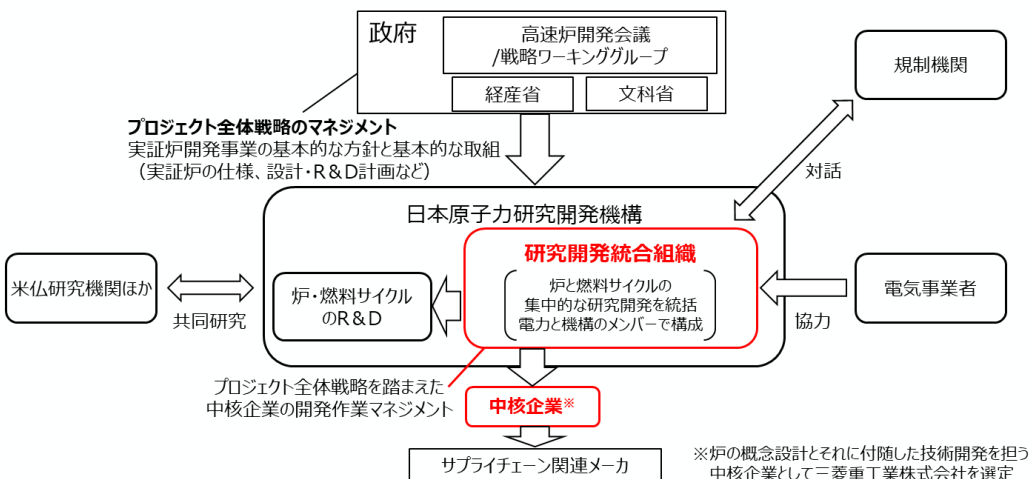 政府
高速炉開発会議
/戦略ワーキンググループ
経産省
文科省
規制機関
プロジェクト全体戦略のマネジメント
実証炉開発事業の基本的な方針と基本的な取組
（実証炉の仕様、設計・R＆D計画など）
対話
日本原子力研究開発機構
研究開発統合組織
炉と燃料サイクルの
集中的な研究開発を統括
電力と機構のメンバーで構成
米仏研究機関ほか
共同研究
炉・燃料サイクル
のR＆D
電気事業者
協力
プロジェクト全体戦略を踏まえた
中核企業の開発作業マネジメント
中核企業※
サプライチェーン関連メーカ
※炉の概念設計とそれに付随した技術開発を担う
中核企業として三菱重工業株式会社を選定